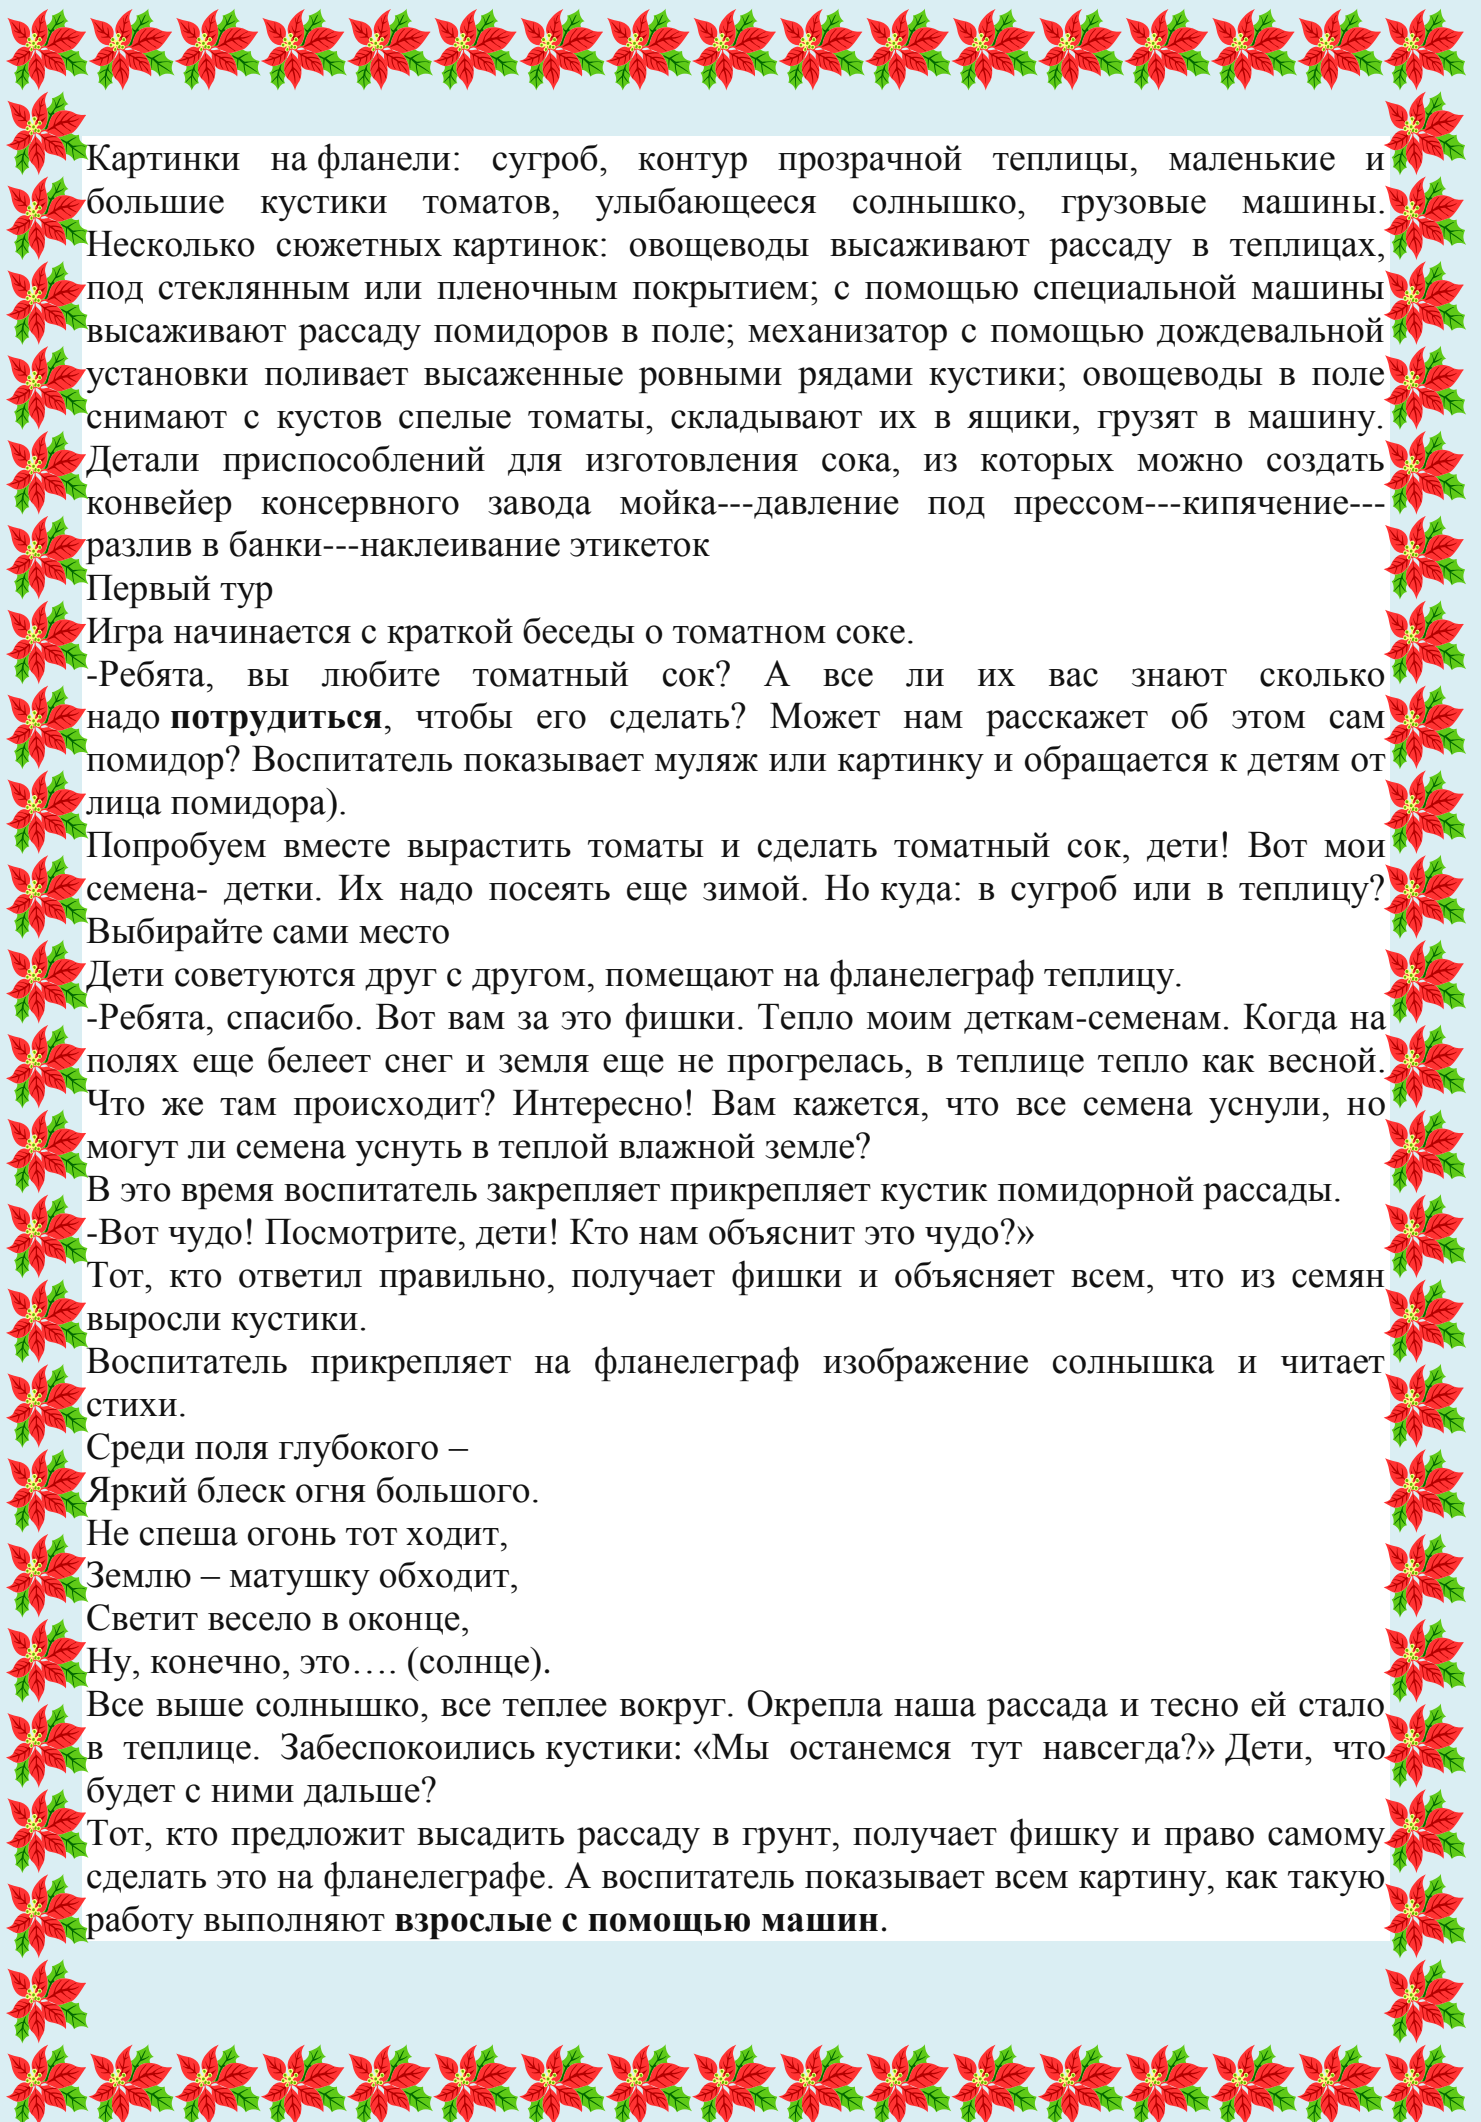 Картинки на фланели: сугроб, контур прозрачной теплицы, маленькие и
большие кустики томатов, улыбающееся солнышко, грузовые машины.
Несколько сюжетных картинок: овощеводы высаживают рассаду в теплицах,
под стеклянным или пленочным покрытием; с помощью специальной машины
высаживают рассаду помидоров в поле; механизатор с помощью дождевальной
установки поливает высаженные ровными рядами кустики; овощеводы в поле
снимают с кустов спелые томаты, складывают их в ящики, грузят в машину.
Детали приспособлений для изготовления сока, из которых можно создать
конвейер консервного завода мойка---давление под прессом---кипячение---
разлив в банки---наклеивание этикеток
Первый тур
Игра начинается с краткой беседы о томатном соке.
-Ребята, вы любите томатный сок? А все ли их вас знают сколько
надо потрудиться, чтобы его сделать? Может нам расскажет об этом сам
помидор? Воспитатель показывает муляж или картинку и обращается к детям от
лица помидора).
Попробуем вместе вырастить томаты и сделать томатный сок, дети! Вот мои
семена- детки. Их надо посеять еще зимой. Но куда: в сугроб или в теплицу?
Выбирайте сами место
Дети советуются друг с другом, помещают на фланелеграф теплицу.
-Ребята, спасибо. Вот вам за это фишки. Тепло моим деткам-семенам. Когда на
полях еще белеет снег и земля еще не прогрелась, в теплице тепло как весной.
Что же там происходит? Интересно! Вам кажется, что все семена уснули, но
могут ли семена уснуть в теплой влажной земле?
В это время воспитатель закрепляет прикрепляет кустик помидорной рассады.
-Вот чудо! Посмотрите, дети! Кто нам объяснит это чудо?»
Тот, кто ответил правильно, получает фишки и объясняет всем, что из семян
выросли кустики.
Воспитатель прикрепляет на фланелеграф изображение солнышка и читает
стихи.
Среди поля глубокого –
Яркий блеск огня большого.
Не спеша огонь тот ходит,
Землю – матушку обходит,
Светит весело в оконце,
Ну, конечно, это…. (солнце).
Все выше солнышко, все теплее вокруг. Окрепла наша рассада и тесно ей стало
в теплице. Забеспокоились кустики: «Мы останемся тут навсегда?» Дети, что
будет с ними дальше?
Тот, кто предложит высадить рассаду в грунт, получает фишку и право самому
сделать это на фланелеграфе. А воспитатель показывает всем картину, как такую
работу выполняют взрослые с помощью машин.